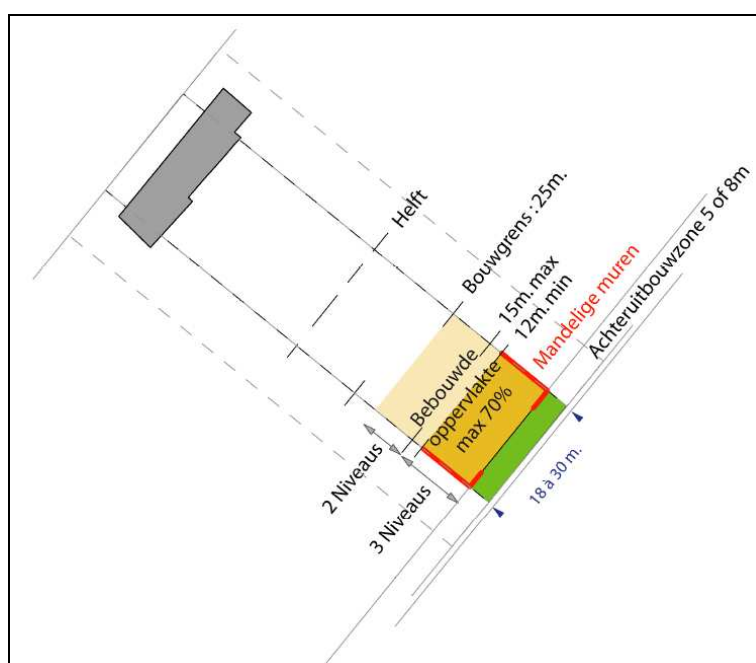 Helft
Bouwgrens : 25m.
15m. max
12m. min
Mandelige muren
Achteruitbouwzone 5 of 8m
Bebouwde
oppervlakte
max 70%
2 Niveaus
3 Niveaus
18 à 30 m.